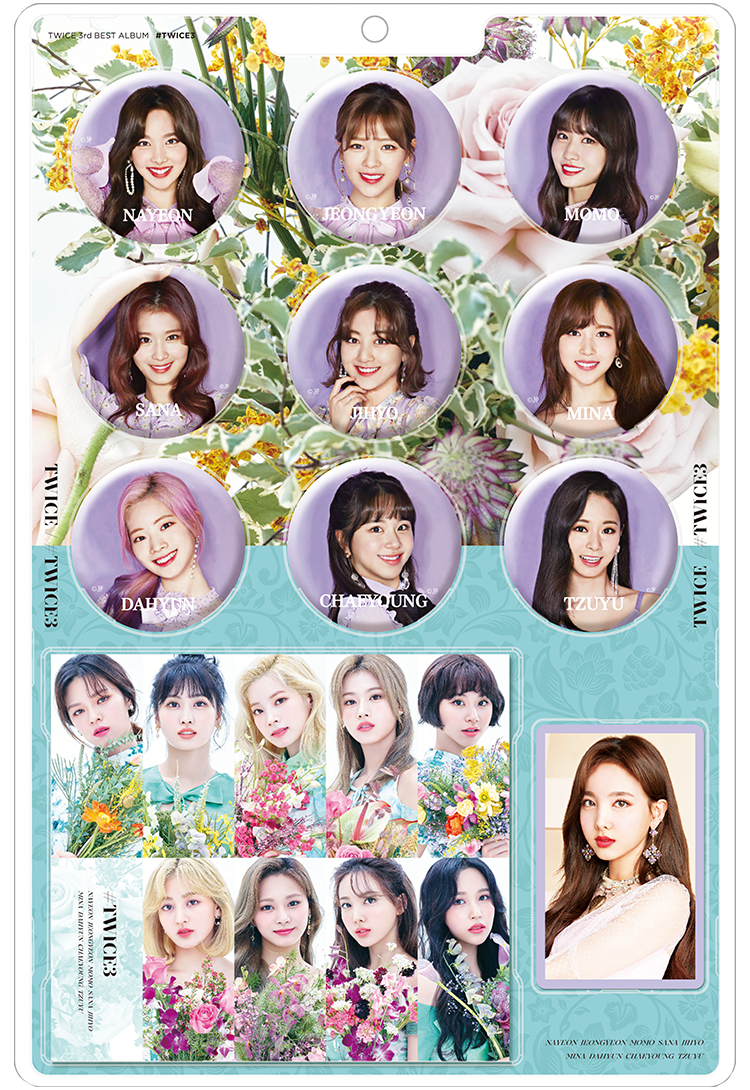 TWICE 3rd BEST ALBUM #TWICE3
NAYEON
JEONGYEON
MOMO
SANA
JIHYO
MINA
DAHYUN
CHAEYOUNG
TZUYU
TWICE / #TWICE3
TWICE / #TWICE3
#TWICE3
NAYEON JEONGYEON MOMO SANA JIHYO
MINA DAHYUN CHAEYOUNG TZUYU
NAYEON JEONGYEON MOMO SANA JIHYO
MINA DAHYUN CHAEYOUNG TZUYU